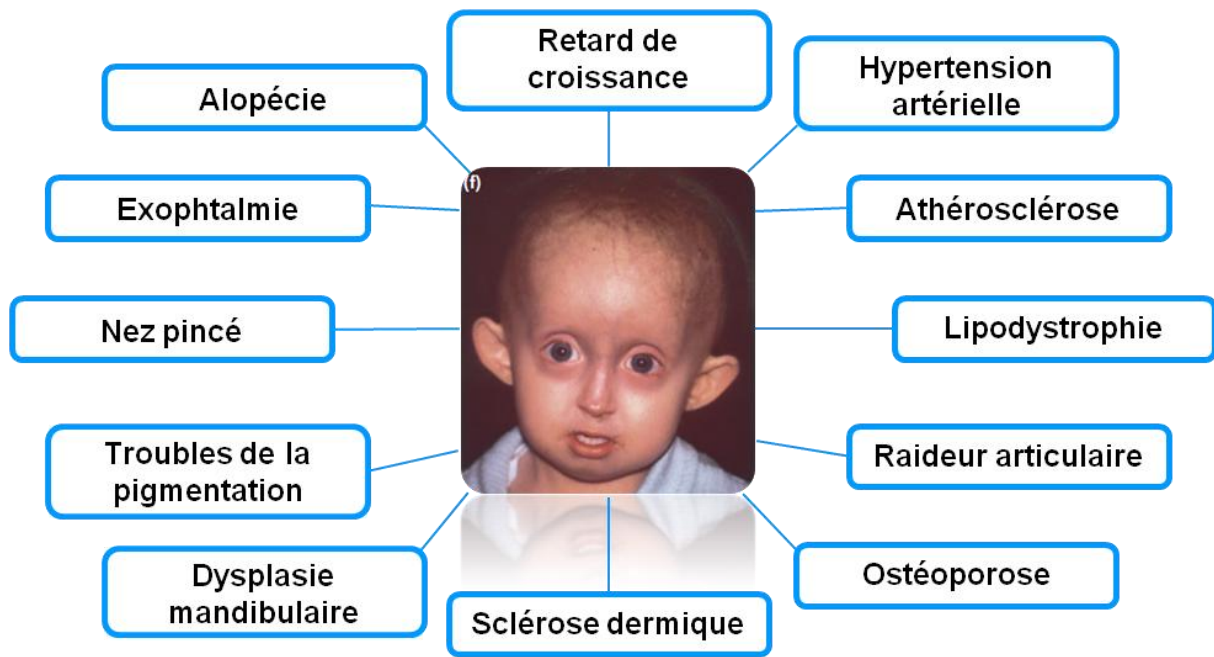 Retard de
croissance
Hypertension
artérielle
Alopécie
Exophtalmie
(f)
Athérosclérose
Nez pincé
Lipodystrophie
Troubles de la
pigmentation
Raideur articulaire
Dysplasie
mandibulaire
Ostéoporose
Sclérose dermique